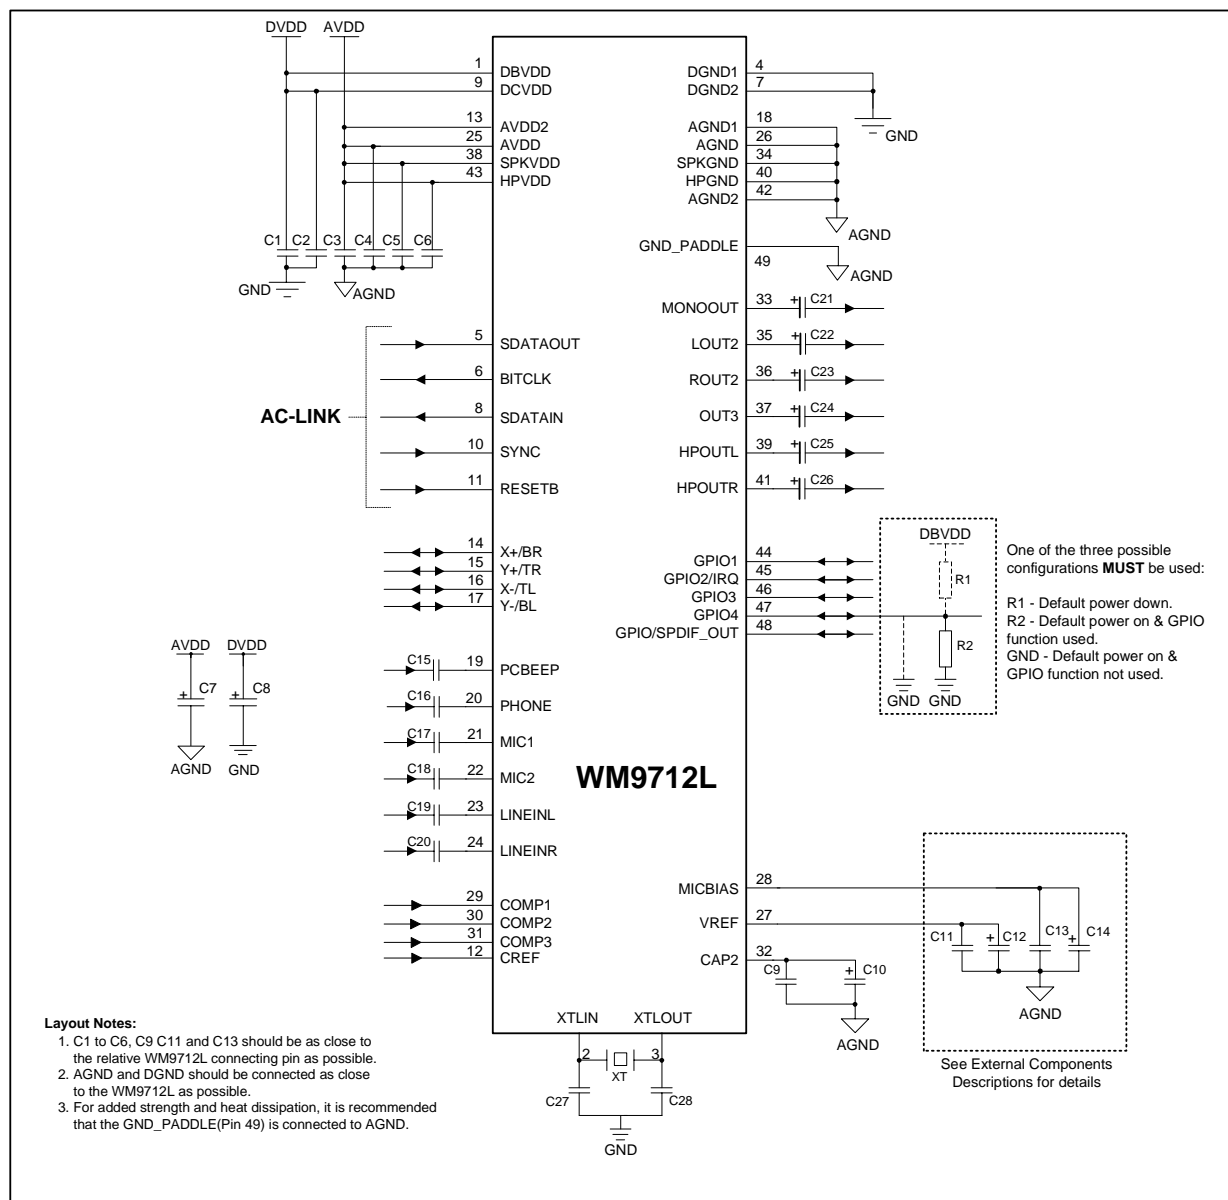 DVDD AVDD
1 DBVDD
9 DCVDD
13 AVDD2
25 AVDD
38 SPKVDD
43 HPVDD
C1 C2 C3 C4 C5 C6
GND AGND
DGND1 4
DGND2 7
GND
AGND1 18
AGND 26
SPKGND 34
HPGND 40
AGND2 42
AGND
GND_PADDLE
49
AGND
AC-LINK
5 SDATAOUT
6 BITCLK
8 SDATAIN
10 SYNC
11 RESETB
MONOOUT 33 + C21
LOUT2 35 + C22
ROUT2 36 + C23
OUT3 37 + C24
HPOUTL 39 + C25
HPOUTR 41 + C26
14 X+/BR
15 Y+/TR
16 X-/TL
17 Y-/BL
GPIO1 44
GPIO2/IRQ 45
GPIO3 46
GPIO4 47
GPIO/SPDIF_OUT 48
DBVDD
R1
R2
GND GND
One of the three possible
configurations MUST be used:
R1 - Default power down.
R2 - Default power on & GPIO
function used.
GND - Default power on &
GPIO function not used.
AVDD DVDD
+ C7 + C8
AGND GND
C15 19 PCBEEP
C16 20 PHONE
C17 21 MIC1
C18 22 MIC2
C19 23 LINEINL
C20 24 LINEINR
WM9712L
29 COMP1
30 COMP2
31 COMP3
12 CREF
MICBIAS 28
VREF 27
CAP2 32
C9 + C10
AGND
C11 + C12 C13 + C14
AGND
See External Components
Descriptions for details
XTLIN XTLOUT
2 3
XT
C27 C28
GND
Layout Notes:
1. C1 to C6, C9 C11 and C13 should be as close to
the relative WM9712L connecting pin as possible.
2. AGND and DGND should be connected as close
to the WM9712L as possible.
3. For added strength and heat dissipation, it is recommended
that the GND_PADDLE(Pin 49) is connected to AGND.